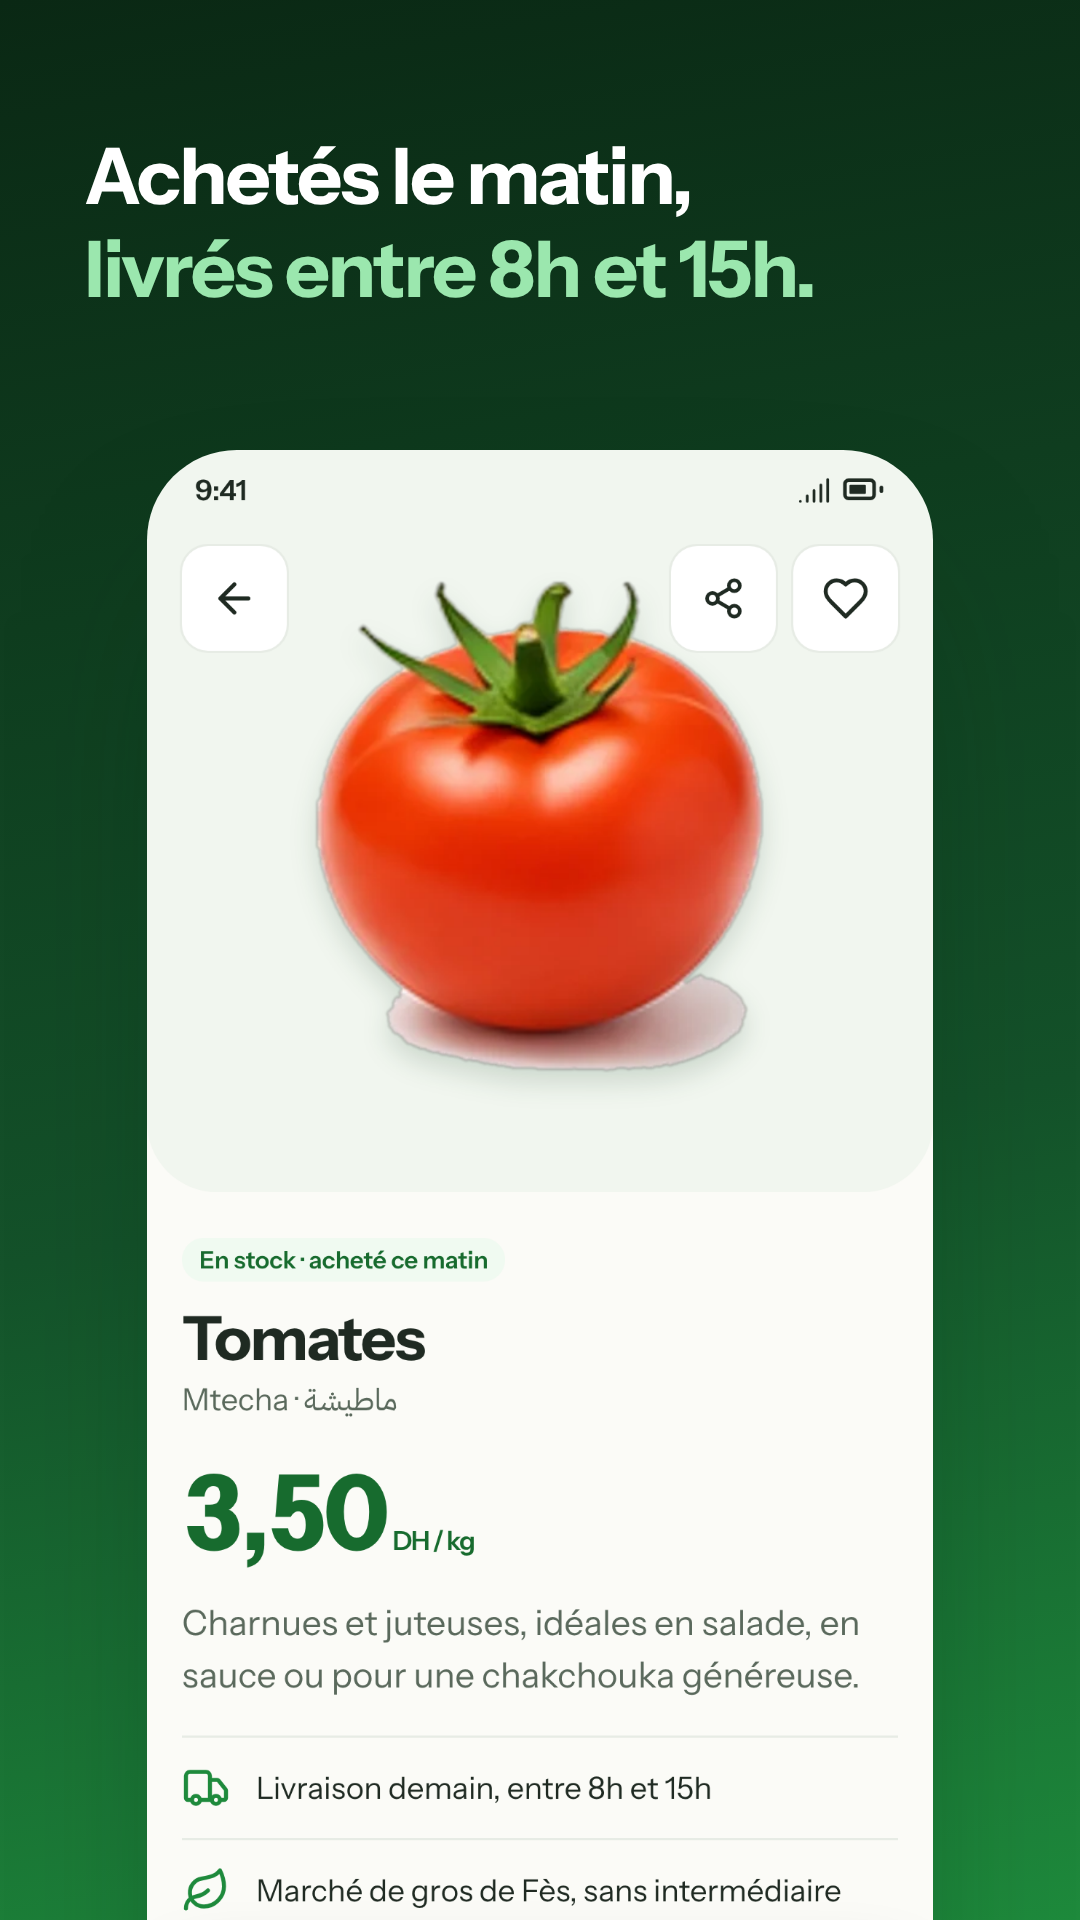 Achetés le matin,
livrés entre 8h et 15h.
9:41
En stock · acheté ce matin
Tomates
Mtecha · ماطيشة
3,50 DH / kg
Charnues et juteuses, idéales en salade, en
sauce ou pour une chakchouka généreuse.
Livraison demain, entre 8h et 15h
Marché de gros de Fès, sans intermédiaire